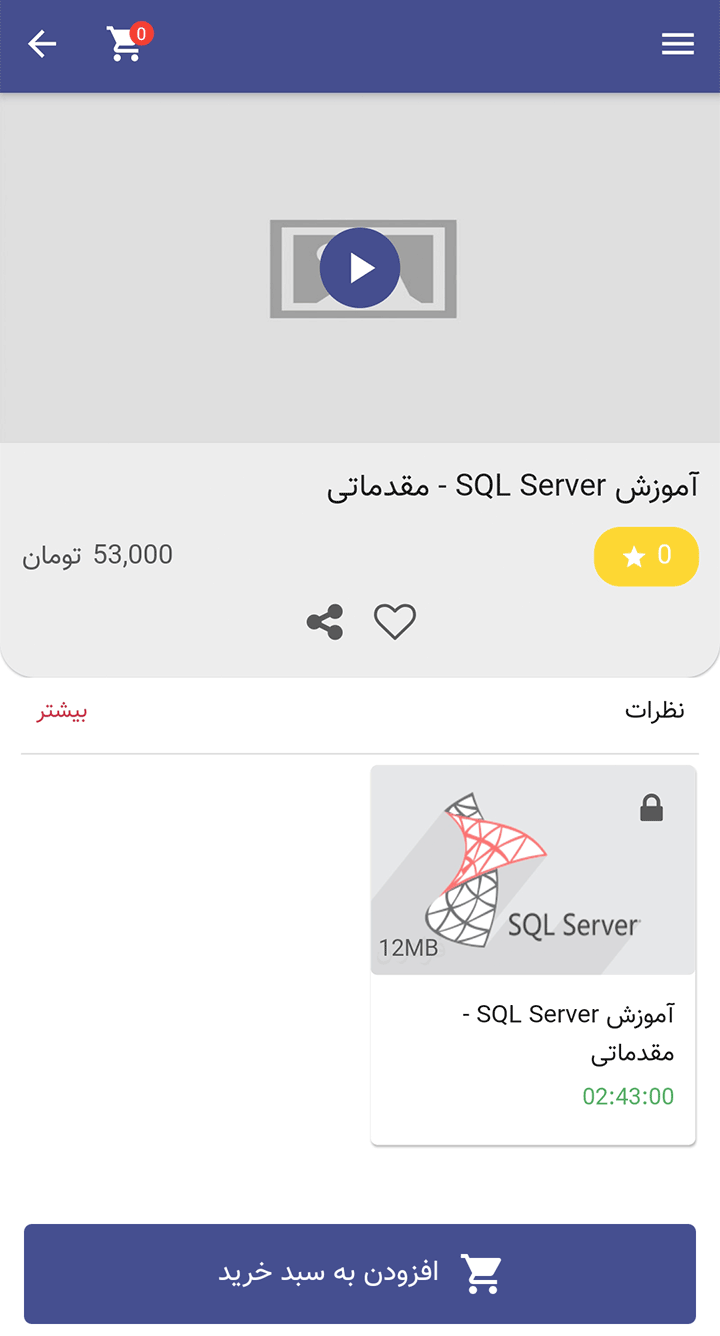 0
آموزش SQL Server - مقدماتی
0
53,000 تومان
نظرات
بیشتر
SQL Server
12MB
آموزش SQL Server -
مقدماتی
02:43:00
افزودن به سبد خرید